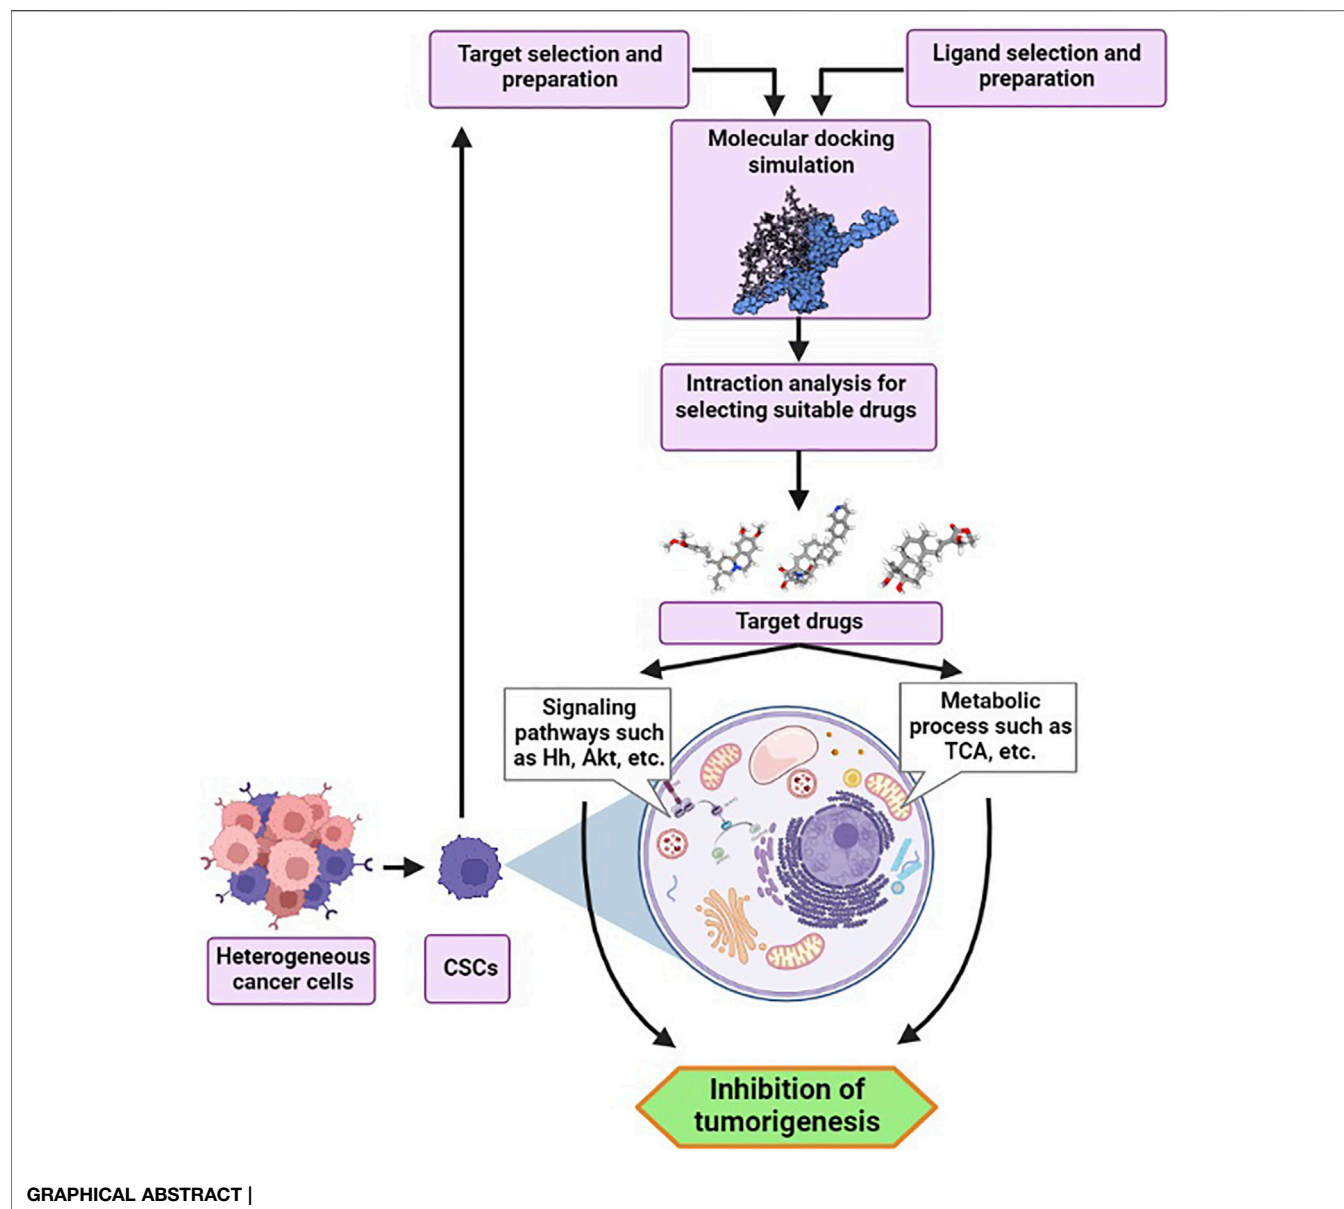 Target selection and
preparation
Ligand selection and
preparation
Molecular docking
simulation
Intraction analysis for
selecting suitable drugs
Target drugs
Signaling
pathways such
as Hh, Akt, etc.
Metabolic
process such as
TCA, etc.
Heterogeneous
cancer cells
CSCs
Inhibition of
tumorigenesis
GRAPHICAL ABSTRACT |